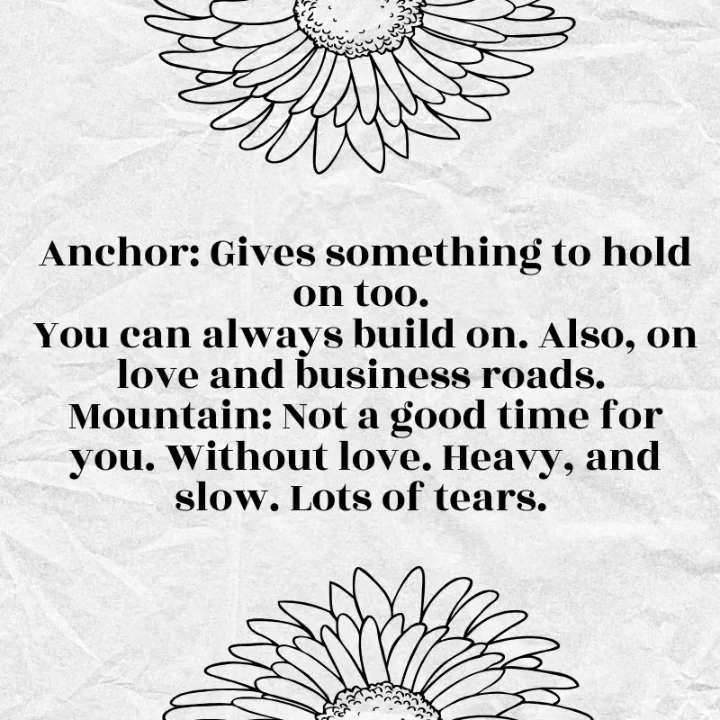 Anchor: Gives something to hold
on too.
You can always build on. Also, on
love and business roads.
Mountain: Not a good time for
you. Without love. Heavy, and
slow. Lots of tears.